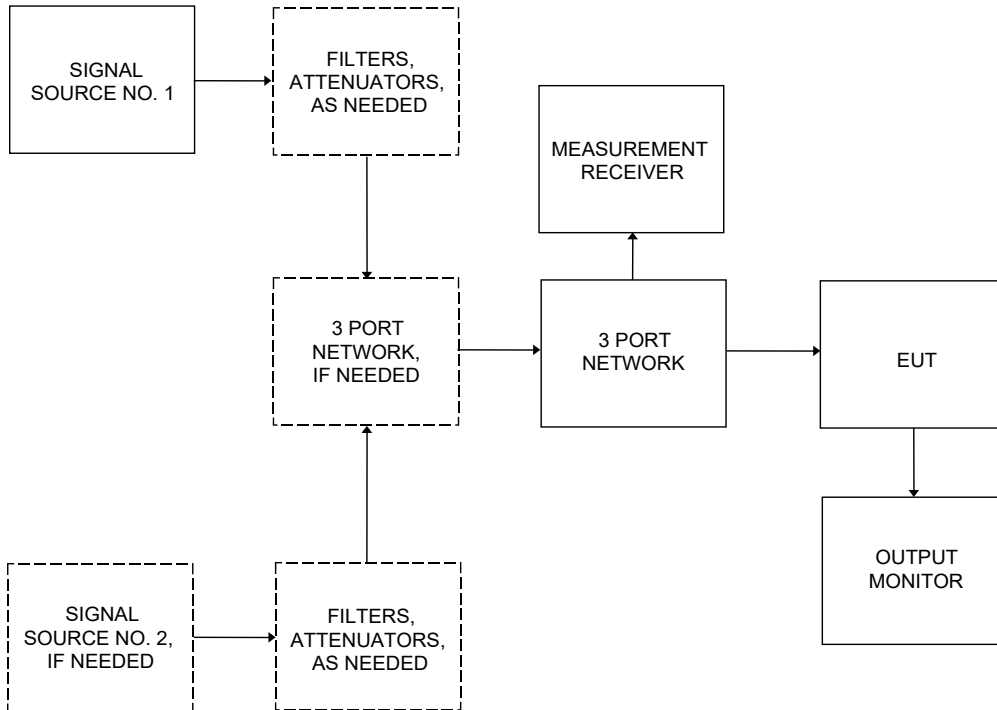 SIGNAL
SOURCE NO. 1
FILTERS,
ATTENUATORS,
AS NEEDED
MEASUREMENT
RECEIVER
3 PORT
NETWORK,
IF NEEDED
3 PORT
NETWORK
EUT
OUTPUT
MONITOR
SIGNAL
SOURCE NO. 2,
IF NEEDED
FILTERS,
ATTENUATORS,
AS NEEDED